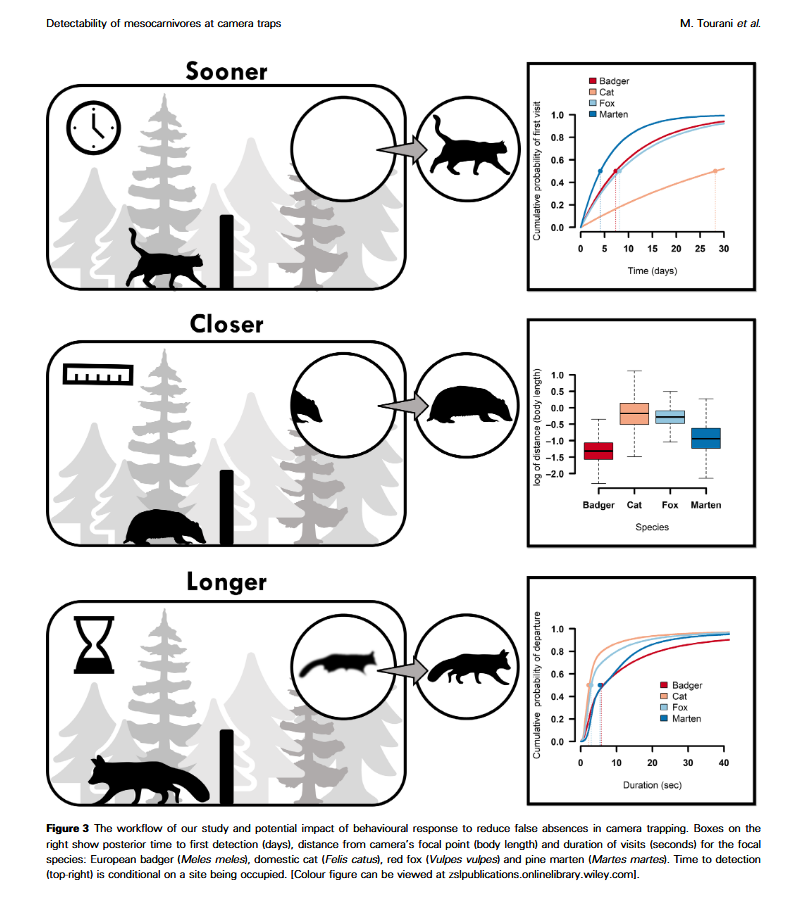 Detectability of mesocarnivores at camera traps
M. Tourani et al.
Sooner
Badger
Cat
Fox
Marten
Cumulative probability of first visit
1.0
0.8
0.6
0.4
0.2
0.0
0 5 10 15 20 25 30
Time (days)
Closer
log of distance (body length)
1.0
0.5
0.0
−0.5
−1.0
−1.5
−2.0
Badger Cat Fox Marten
Species
Longer
Cumulative probability of departure
1.0
0.8
0.6
0.4
0.2
0.0
Badger
Cat
Fox
Marten
0 10 20 30 40
Duration (sec)
Figure 3 The workflow of our study and potential impact of behavioural response to reduce false absences in camera trapping. Boxes on the
right show posterior time to first detection (days), distance from camera's focal point (body length) and duration of visits (seconds) for the focal
species: European badger (Meles meles), domestic cat (Felis catus), red fox (Vulpes vulpes) and pine marten (Martes martes). Time to detection
(top-right) is conditional on a site being occupied. [Colour figure can be viewed at zslpublications.onlinelibrary.wiley.com].